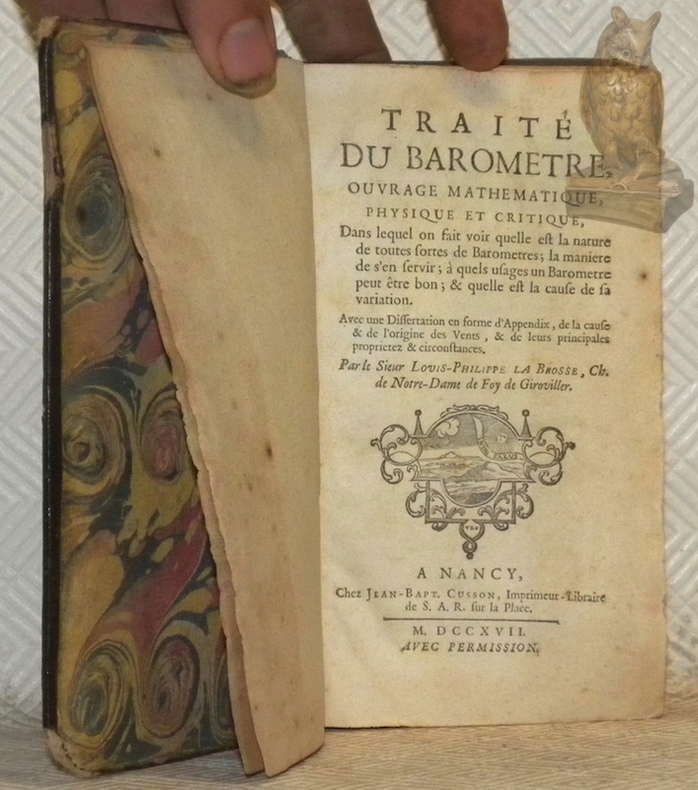 TRAITÉ
DU BAROMETRE,
OUVRAGE MATHEMATIQUE,
PHYSIQUE ET CRITIQUE,
Dans lequel on fait voir quelle eſt la nature
de toutes ſortes de Barometres; la maniere
de s'en ſervir; à quels uſages un Barometre
peut être bon; & quelle eſt la cauſe de ſa
variation.
Avec une Diſſertation en forme d'Appendix, de la cauſe
& de l'origine des Vents, & de leurs principales
proprietez & circonſtances.
Par le Sieur LOUIS-PHILIPPE LA BROSSE, Ch.
de Notre-Dame de Foy de Giroviller.
A NANCY,
Chez JEAN-BAPT. CUSSON, Imprimeur-Libraire
de S. A. R. ſur la Place.
M. DCCXVII.
AVEC PERMISSION.